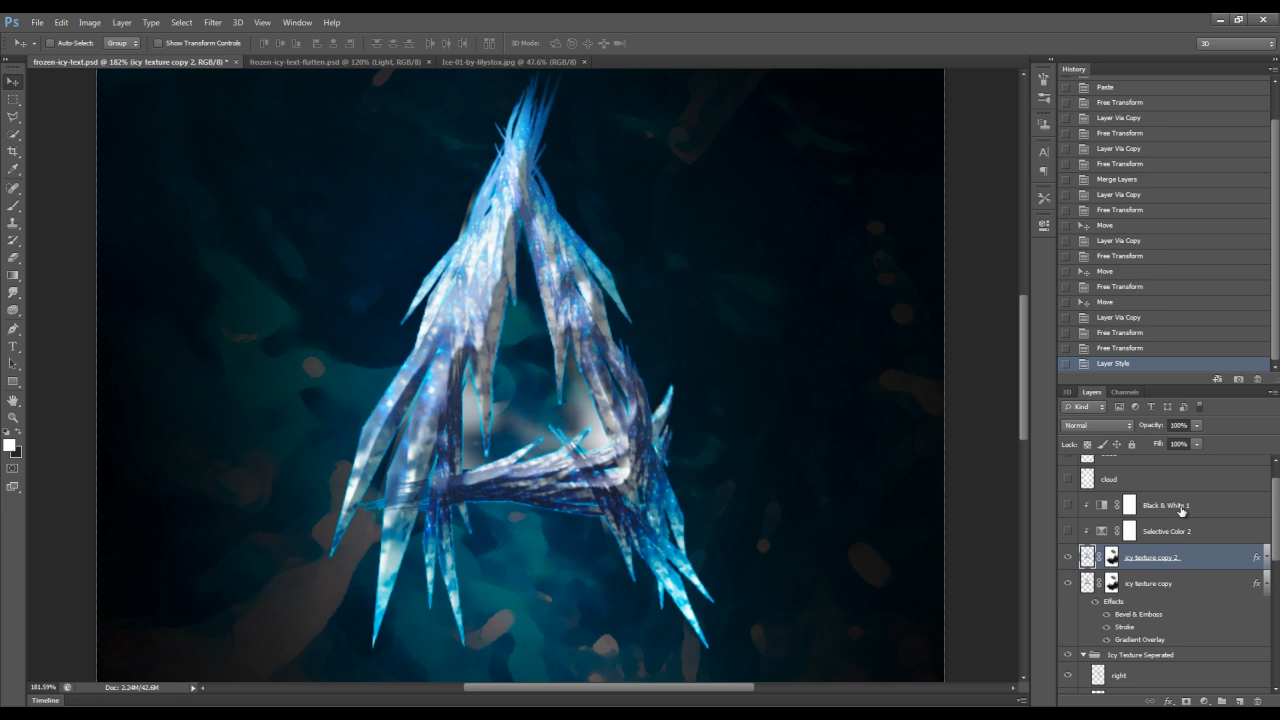 Ps File Edit Image Layer Type Select Filter 3D View Window Help
Auto-Select: Group Show Transform Controls 3D Mode: 3D
frozen-icy-text.psd @ 182% (icy texture copy 2, RGB/8) * × frozen-icy-text-flatten.psd @ 120% (Light, RGB/8) × Ice-01-by-lilyslox.jpg @ 47.6% (RGB/8) ×
History
Paste
Free Transform
Layer Via Copy
Free Transform
Layer Via Copy
Free Transform
Merge Layers
Layer Via Copy
Free Transform
Move
Layer Via Copy
Free Transform
Move
Free Transform
Move
Layer Via Copy
Free Transform
Free Transform
Layer Style
3D Layers Channels
Kind
Normal Opacity: 100%
Lock: Fill: 100%
cloud
Black & White 1
Selective Color 2
icy texture copy 2 fx
icy texture copy fx
Effects
Bevel & Emboss
Stroke
Gradient Overlay
Icy Texture Seperated
right
181.59% Doc: 2.24M/42.6M
Timeline